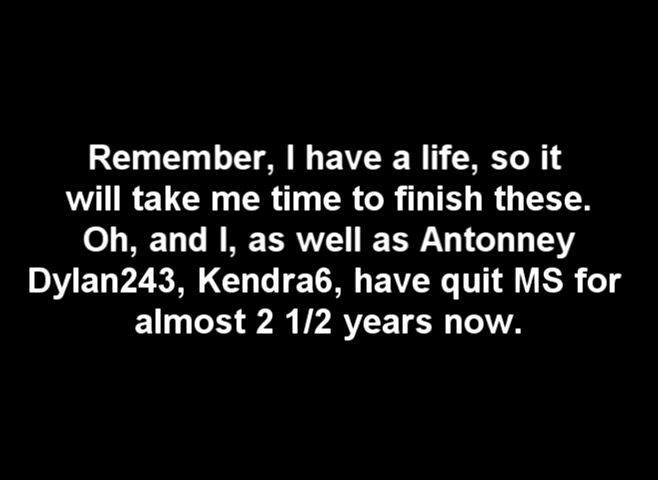 Remember, I have a life, so it
will take me time to finish these.
Oh, and I, as well as Antonney
Dylan243, Kendra6, have quit MS for
almost 2 1/2 years now.